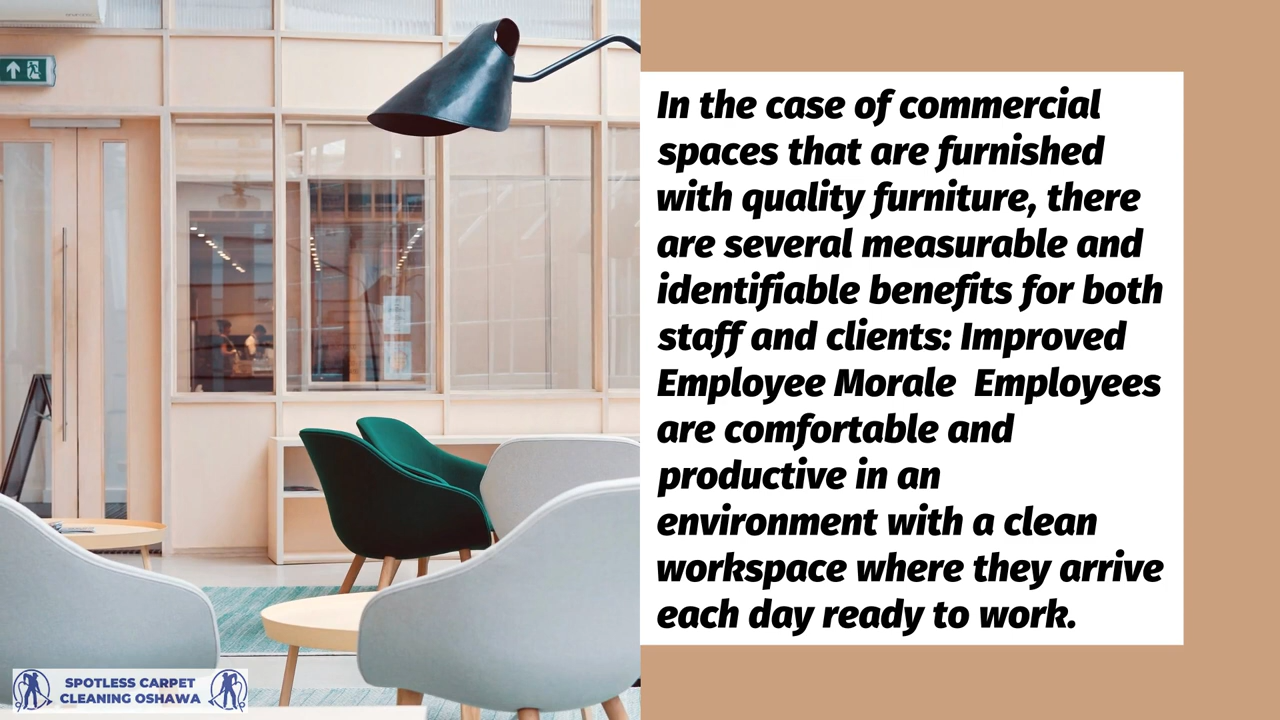 In the case of commercial
spaces that are furnished
with quality furniture, there
are several measurable and
identifiable benefits for both
staff and clients: Improved
Employee Morale  Employees
are comfortable and
productive in an
environment with a clean
workspace where they arrive
each day ready to work.
SPOTLESS CARPET
CLEANING OSHAWA